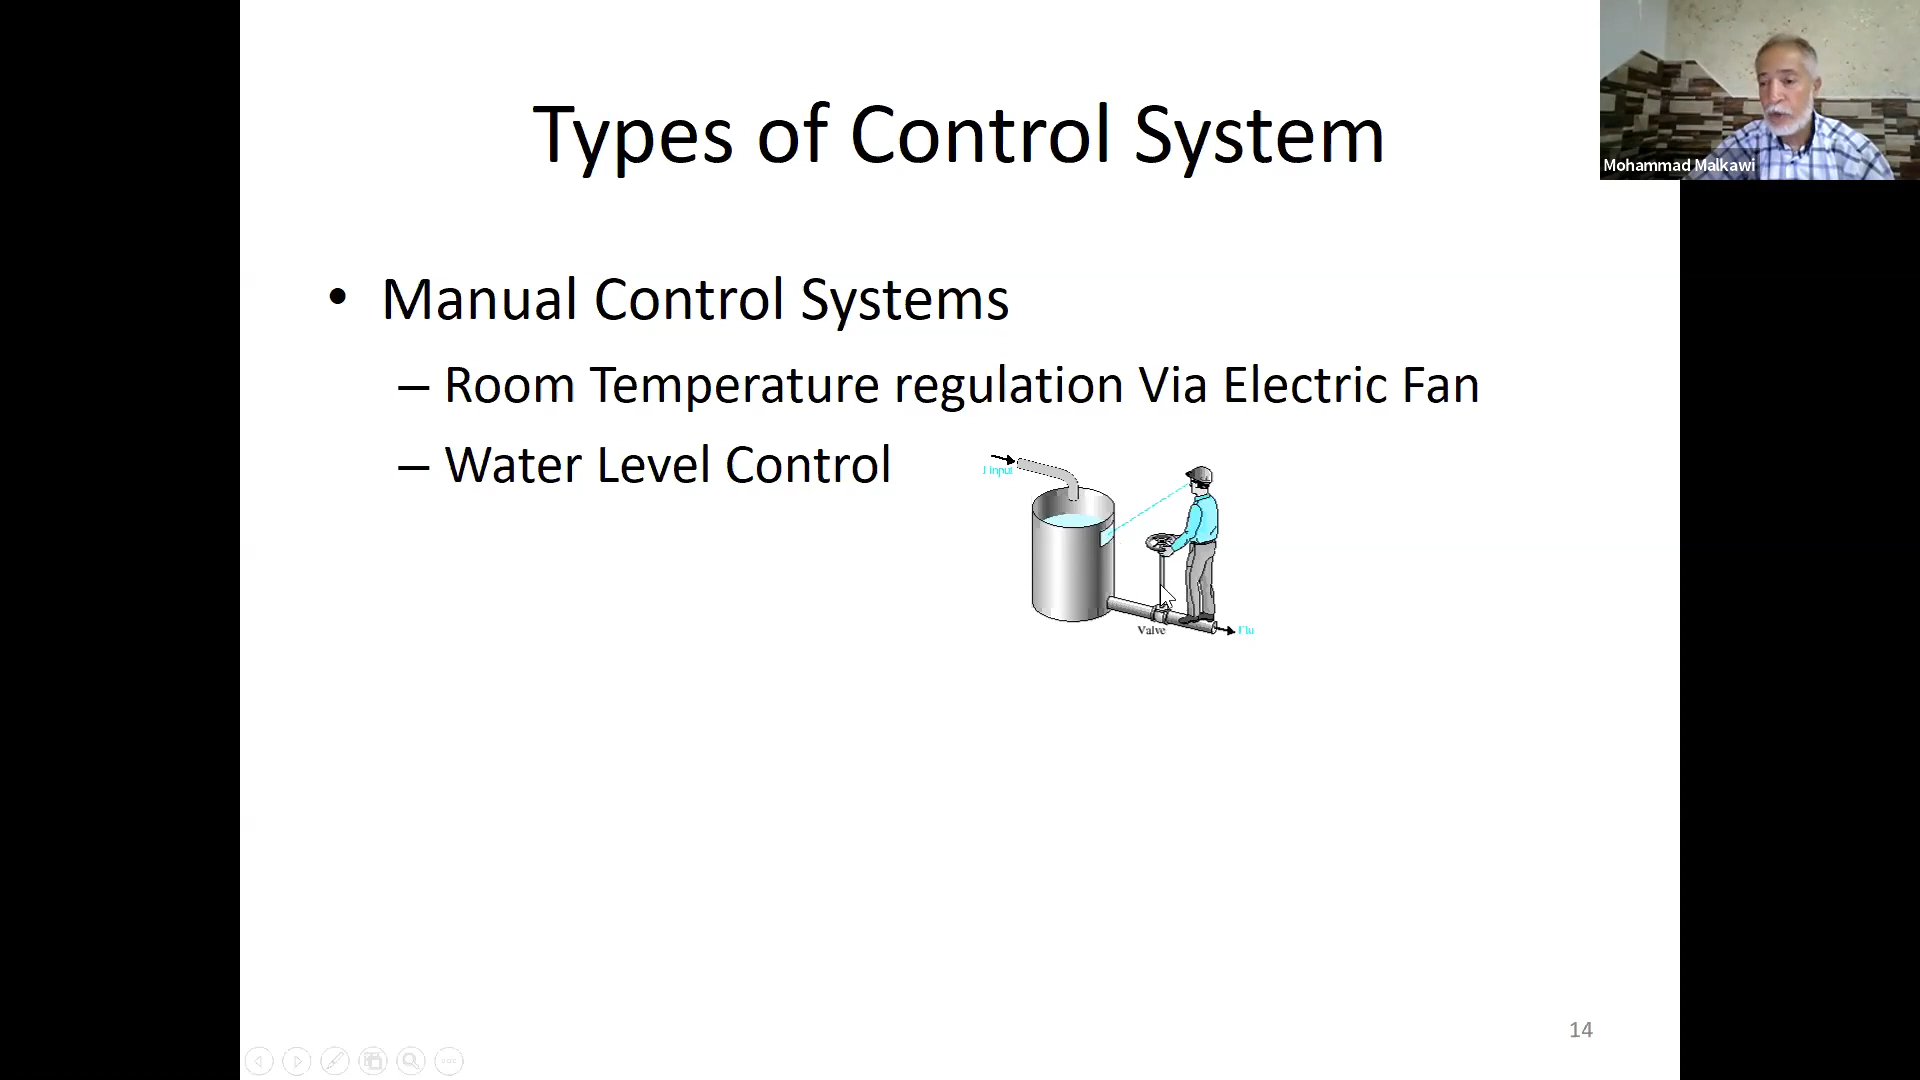 Types of Control System
Mohammad Malkawi
• Manual Control Systems
– Room Temperature regulation Via Electric Fan
– Water Level Control
input
Valve
Flu
14